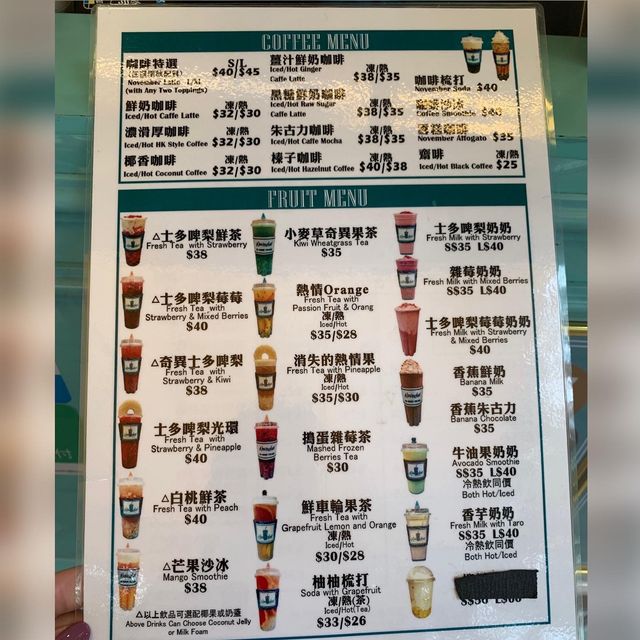 COFFEE MENU
咖啡特選 S/L
$40/$45
November Latte
(with Any Two Toppings)
鮮奶咖啡 凍/熱
Iced/Hot Caffe Latte $32/$30
濃滑厚咖啡 凍/熱
Iced/Hot HK Style Coffee $32/$30
椰香咖啡 凍/熱
Iced/Hot Coconut Coffee $32/$30
薑汁鮮奶咖啡
Iced/Hot Ginger 凍/熱
Caffe Latte $38/$35
黑糖鮮奶咖啡
Iced/Hot Raw Sugar 凍/熱
Caffe Latte $38/$35
朱古力咖啡 凍/熱
Iced/Hot Caffe Mocha $38/$35
榛子咖啡 凍/熱
Iced/Hot Hazelnut Coffee $40/$38
咖啡梳打
November Soda $40
Coffee Smoothie
November Affogato $35
齋啡 凍/熱
Iced/Hot Black Coffee $25
FRUIT MENU
△士多啤梨鮮茶
Fresh Tea with Strawberry
$38
△士多啤梨莓莓
Fresh Tea with
Strawberry & Mixed Berries
$40
△奇異士多啤梨
Fresh Tea with
Strawberry & Kiwi
$38
士多啤梨光環
Fresh Tea with
Strawberry & Pineapple
$40
△白桃鮮茶
Fresh Tea with Peach
$40
△芒果沙冰
Mango Smoothie
$38
△以上飲品可選配椰果或奶蓋
Above Drinks Can Choose Coconut Jelly
or Milk Foam
小麥草奇異果茶
Kiwi Wheatgrass Tea
$35
熱情Orange
Fresh Tea with
Passion Fruit & Orang
凍/熱
Iced/Hot
$35/$28
消失的熱情果
Fresh Tea with Pineapple
凍/熱
Iced/Hot
$35/$30
搗蛋雜莓茶
Mashed Frozen
Berries Tea
$30
鮮車輪果茶
Fresh Tea with
Grapefruit Lemon and Orange
凍/熱
Iced/Hot
$30/$28
柚柚梳打
Soda with Grapefruit
凍/熱(茶)
Iced/Hot(Tea)
$33/$26
士多啤梨奶奶
Fresh Milk with Strawberry
S$35 L$40
雜莓奶奶
Fresh Milk with Mixed Berries
S$35 L$40
士多啤梨莓莓奶奶
Fresh Milk with Strawberry
& Mixed Berries
$40
香蕉鮮奶
Banana Milk
$35
香蕉朱古力
Banana Chocolate
$35
牛油果奶奶
Avocado Smoothie
S$35 L$40
冷熱飲同價
Both Hot/Iced
香芋奶奶
Fresh Milk with Taro
S$35 L$40
冷熱飲同價
Both Hot/Iced